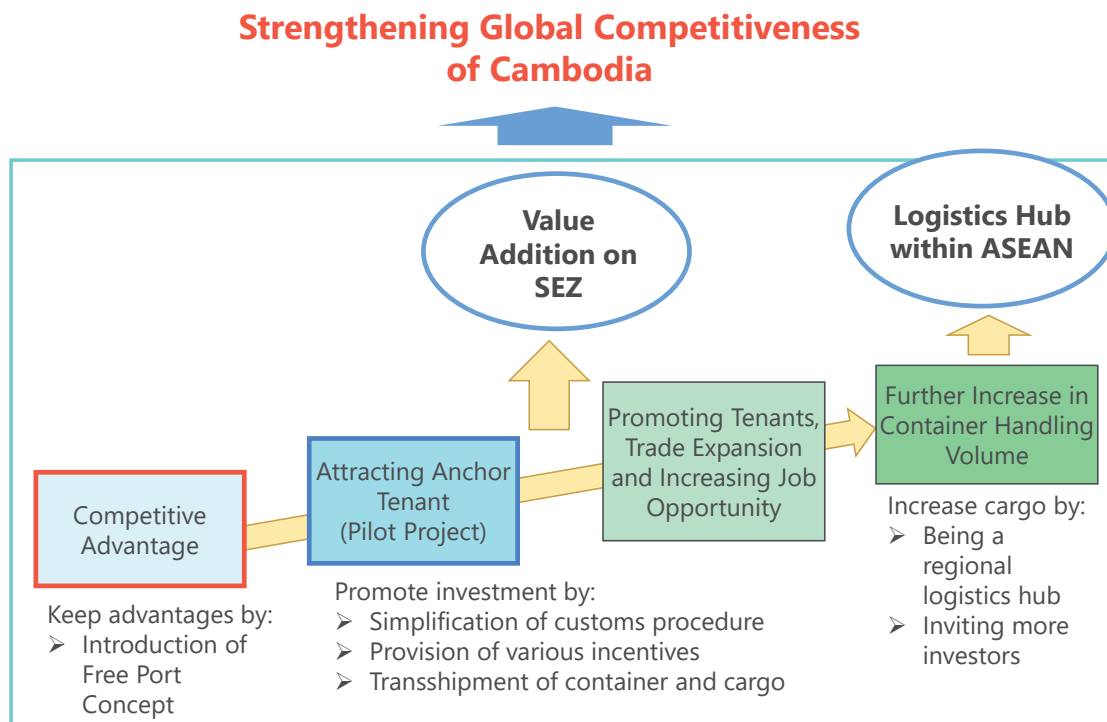 Strengthening Global Competitiveness
of Cambodia
Value
Addition on
SEZ
Logistics Hub
within ASEAN
Competitive
Advantage
Attracting Anchor
Tenant
(Pilot Project)
Promoting Tenants,
Trade Expansion
and Increasing Job
Opportunity
Further Increase in
Container Handling
Volume
Keep advantages by:
➢ Introduction of
Free Port
Concept
Promote investment by:
➢ Simplification of customs procedure
➢ Provision of various incentives
➢ Transshipment of container and cargo
Increase cargo by:
➢ Being a
regional
logistics hub
➢ Inviting more
investors